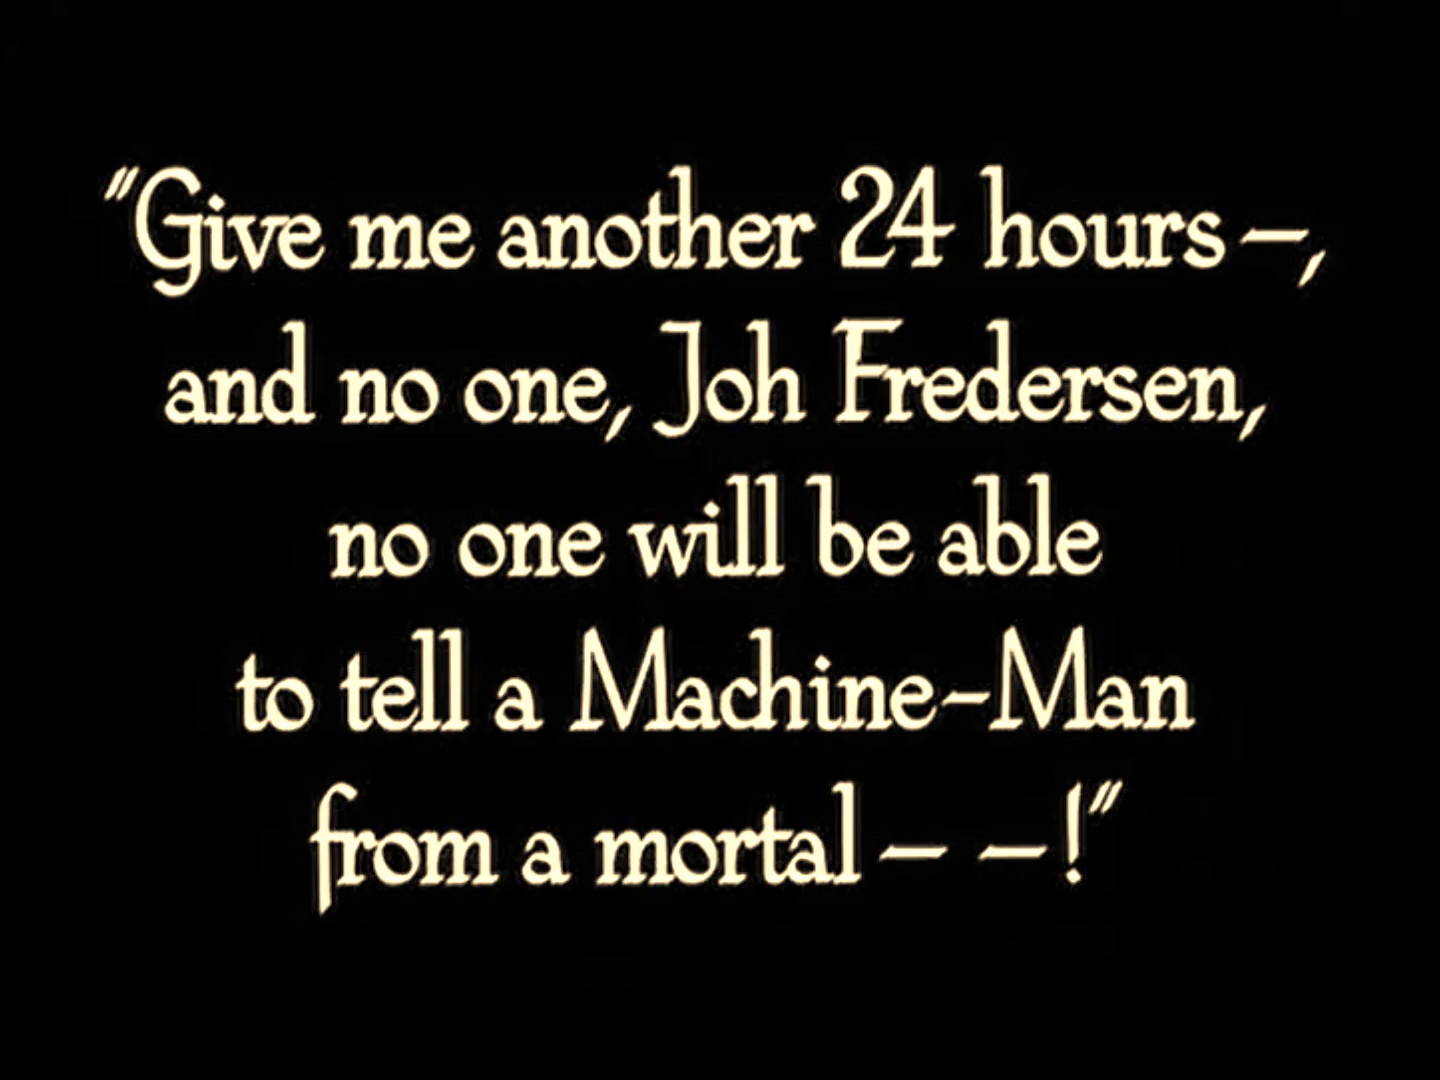 "Give me another 24 hours —,
and no one, Joh Fredersen,
no one will be able
to tell a Machine-Man
from a mortal — — !"